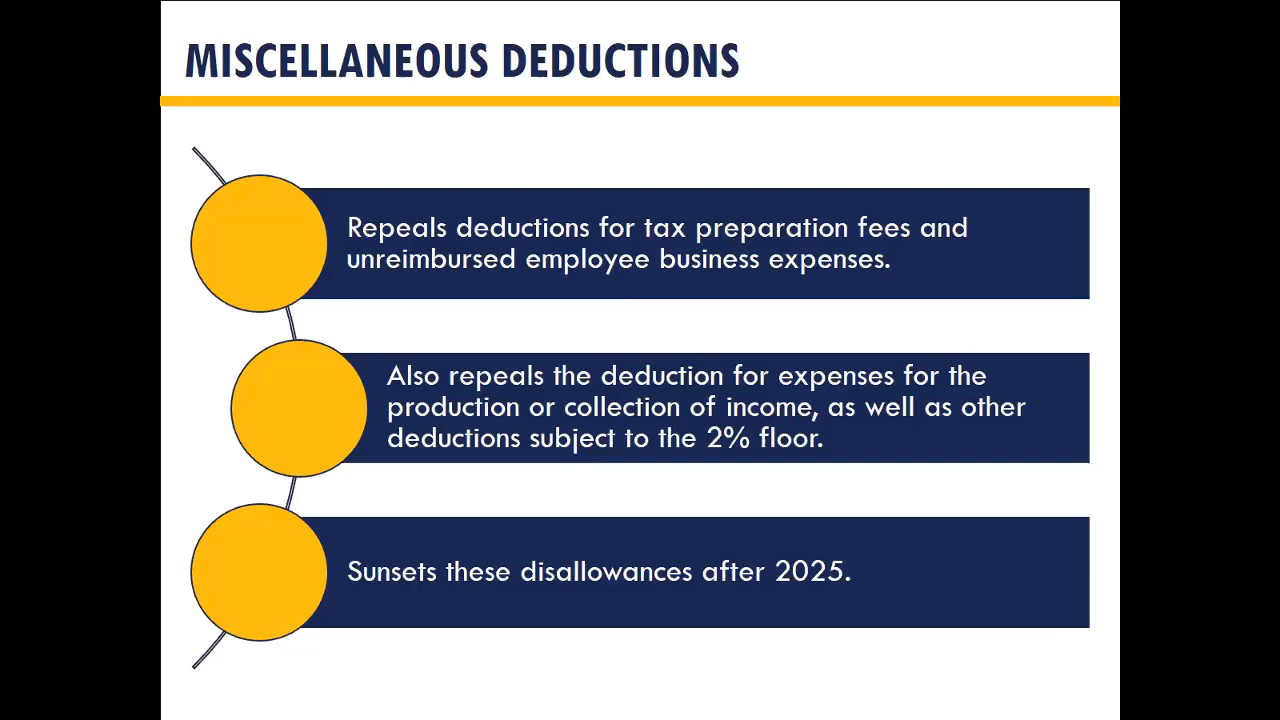 MISCELLANEOUS DEDUCTIONS
Repeals deductions for tax preparation fees and
unreimbursed employee business expenses.
Also repeals the deduction for expenses for the
production or collection of income, as well as other
deductions subject to the 2% floor.
Sunsets these disallowances after 2025.